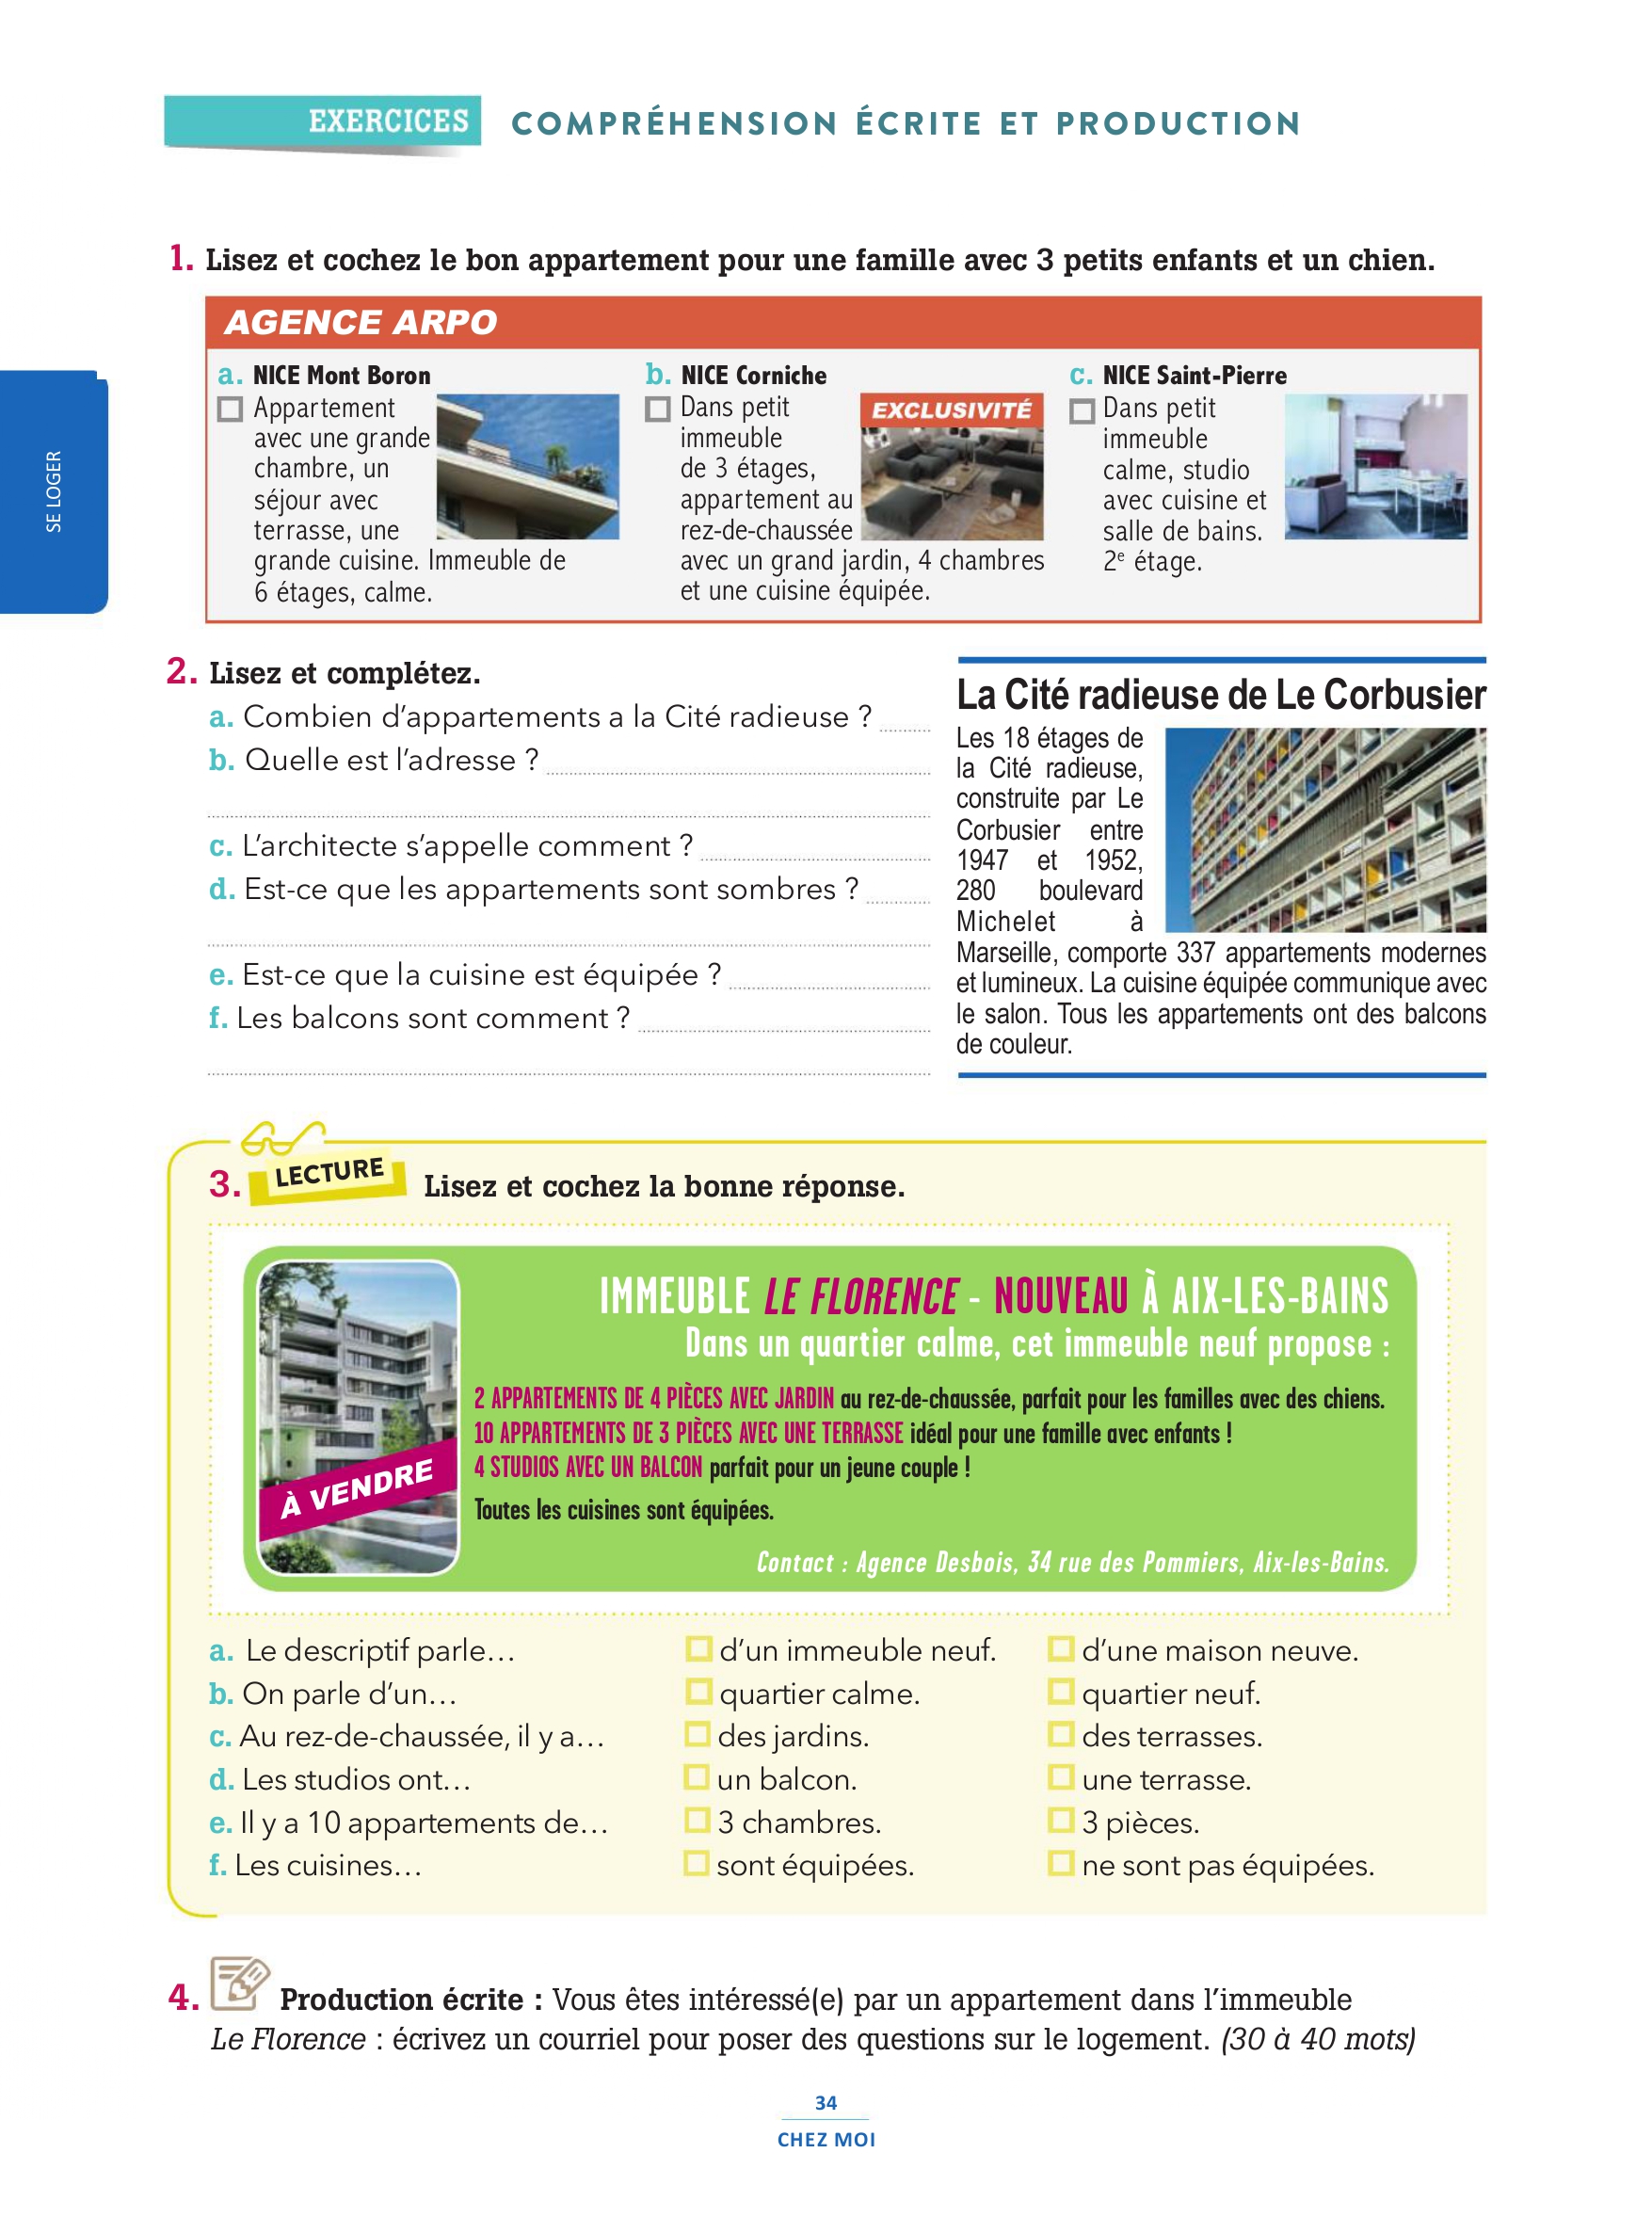 EXERCICES COMPRÉHENSION ÉCRITE ET PRODUCTION
SE LOGER
1. Lisez et cochez le bon appartement pour une famille avec 3 petits enfants et un chien.
AGENCE ARPO
a. NICE Mont Boron
Appartement
avec une grande
chambre, un
séjour avec
terrasse, une
grande cuisine. Immeuble de
6 étages, calme.
b. NICE Corniche
EXCLUSIVITÉ
Dans petit
immeuble
de 3 étages,
appartement au
rez-de-chaussée
avec un grand jardin, 4 chambres
et une cuisine équipée.
c. NICE Saint-Pierre
Dans petit
immeuble
calme, studio
avec cuisine et
salle de bains.
2e étage.
2. Lisez et complétez.
a. Combien d'appartements a la Cité radieuse ?
b. Quelle est l'adresse ?
c. L'architecte s'appelle comment ?
d. Est-ce que les appartements sont sombres ?
e. Est-ce que la cuisine est équipée ?
f. Les balcons sont comment ?
La Cité radieuse de Le Corbusier
Les 18 étages de
la Cité radieuse,
construite par Le
Corbusier entre
1947 et 1952,
280 boulevard
Michelet à
Marseille, comporte 337 appartements modernes
et lumineux. La cuisine équipée communique avec
le salon. Tous les appartements ont des balcons
de couleur.
3. LECTURE Lisez et cochez la bonne réponse.
IMMEUBLE LE FLORENCE - NOUVEAU À AIX-LES-BAINS
Dans un quartier calme, cet immeuble neuf propose :
2 APPARTEMENTS DE 4 PIÈCES AVEC JARDIN au rez-de-chaussée, parfait pour les familles avec des chiens.
10 APPARTEMENTS DE 3 PIÈCES AVEC UNE TERRASSE idéal pour une famille avec enfants !
4 STUDIOS AVEC UN BALCON parfait pour un jeune couple !
Toutes les cuisines sont équipées.
À VENDRE
Contact : Agence Desbois, 34 rue des Pommiers, Aix-les-Bains.
a. Le descriptif parle… d'un immeuble neuf. d'une maison neuve.
b. On parle d'un… quartier calme. quartier neuf.
c. Au rez-de-chaussée, il y a… des jardins. des terrasses.
d. Les studios ont… un balcon. une terrasse.
e. Il y a 10 appartements de… 3 chambres. 3 pièces.
f. Les cuisines… sont équipées. ne sont pas équipées.
4. Production écrite : Vous êtes intéressé(e) par un appartement dans l'immeuble
Le Florence : écrivez un courriel pour poser des questions sur le logement. (30 à 40 mots)
34
CHEZ MOI